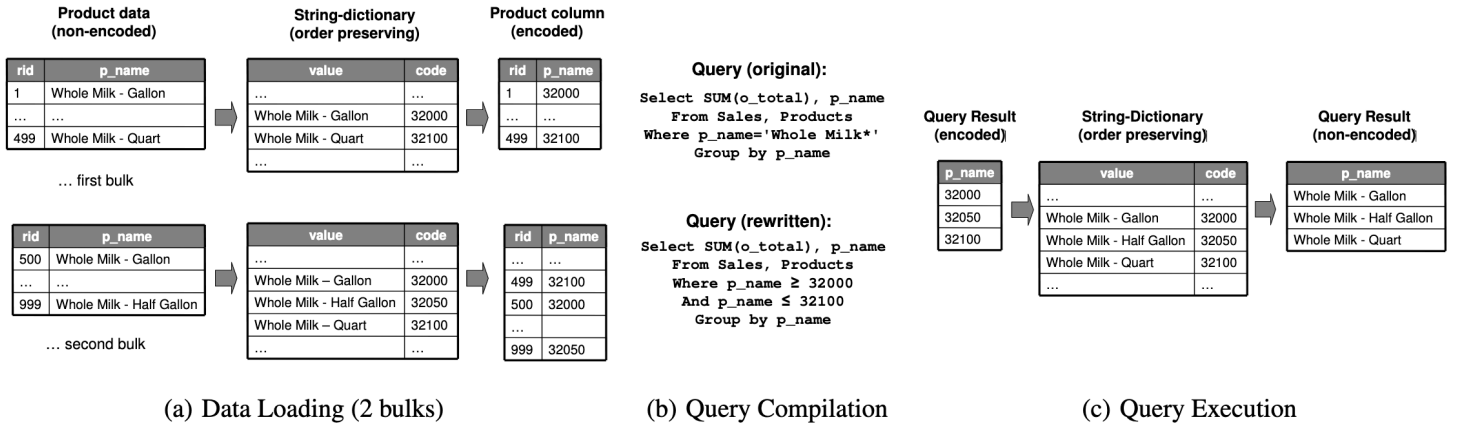 Product data
(non-encoded)
rid p_name
1 Whole Milk - Gallon
... ...
499 Whole Milk - Quart
... first bulk
String-dictionary
(order preserving)
value code
... ...
Whole Milk - Gallon 32000
Whole Milk - Quart 32100
... ...
Product column
(encoded)
rid p_name
1 32000
... ...
499 32100
rid p_name
500 Whole Milk - Gallon
... ...
999 Whole Milk - Half Gallon
... second bulk
value code
... ...
Whole Milk – Gallon 32000
Whole Milk - Half Gallon 32050
Whole Milk – Quart 32100
... ...
rid p_name
... ...
499 32100
500 32000
...
999 32050
(a) Data Loading (2 bulks)
Query (original):
Select SUM(o_total), p_name
From Sales, Products
Where p_name='Whole Milk*'
Group by p_name
Query (rewritten):
Select SUM(o_total), p_name
From Sales, Products
Where p_name ≥ 32000
And p_name ≤ 32100
Group by p_name
(b) Query Compilation
Query Result
(encoded)
p_name
32000
32050
32100
String-Dictionary
(order preserving)
value code
... ...
Whole Milk - Gallon 32000
Whole Milk - Half Gallon 32050
Whole Milk - Quart 32100
... ...
Query Result
(non-encoded)
p_name
Whole Milk - Gallon
Whole Milk - Half Gallon
Whole Milk - Quart
(c) Query Execution